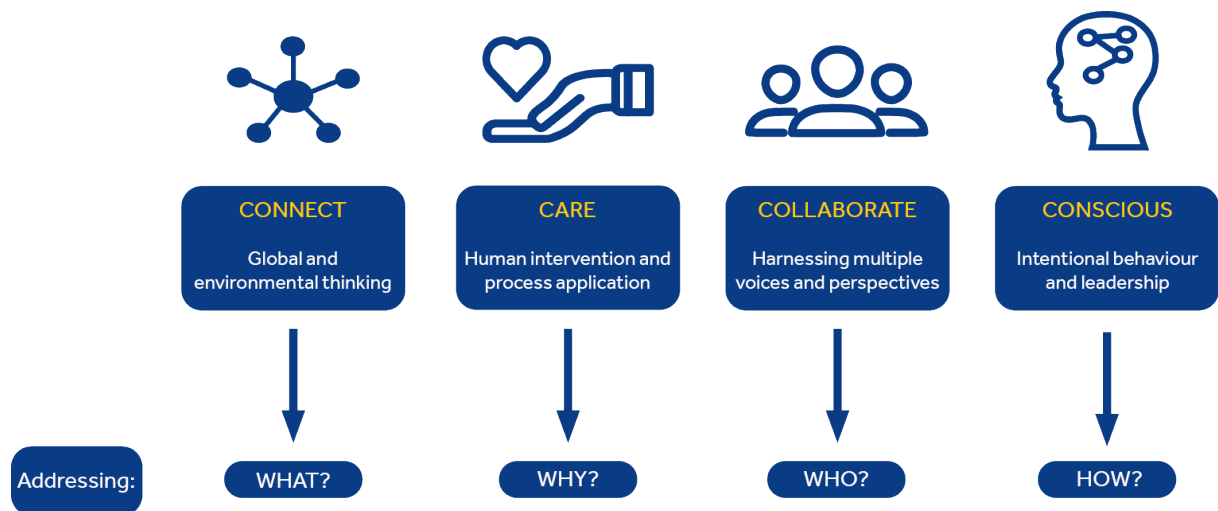 CONNECT
Global and
environmental thinking
CARE
Human intervention and
process application
COLLABORATE
Harnessing multiple
voices and perspectives
CONSCIOUS
Intentional behaviour
and leadership
Addressing:
WHAT?
WHY?
WHO?
HOW?